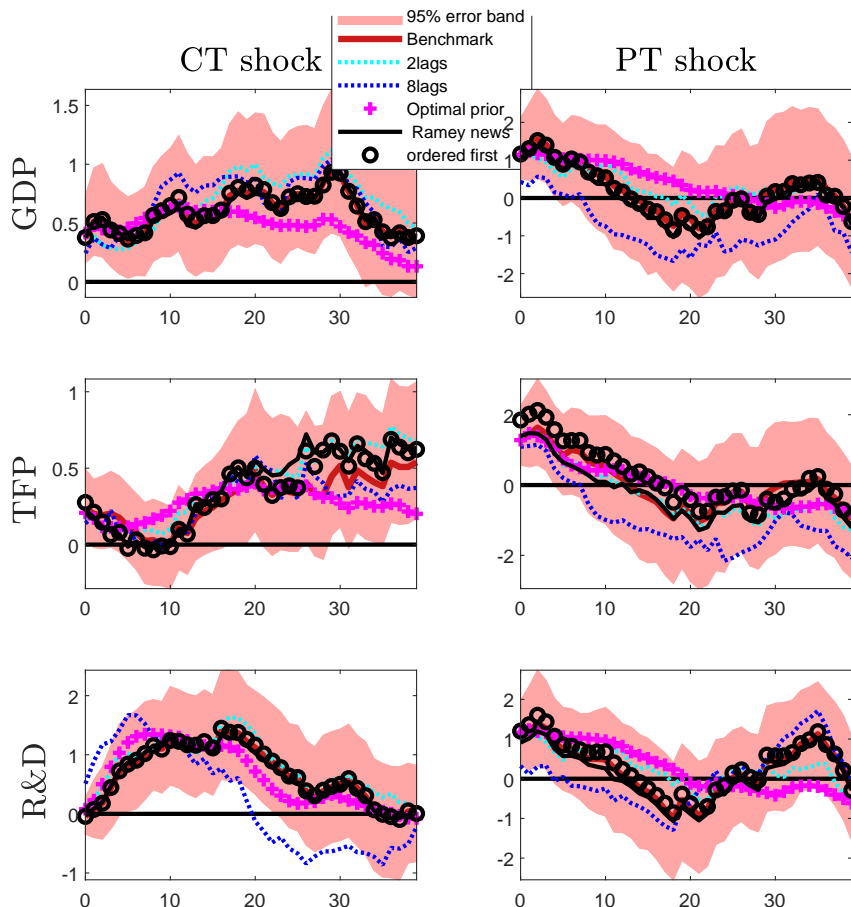 CT shock
PT shock
95% error band
Benchmark
2lags
8lags
Optimal prior
Ramey news
ordered first
GDP
1.5
1
0.5
0
0 10 20 30
2
1
0
-1
-2
0 10 20 30
TFP
1
0.5
0
0 10 20 30
2
0
-2
0 10 20 30
R&D
2
1
0
-1
0 10 20 30
2
1
0
-1
-2
0 10 20 30